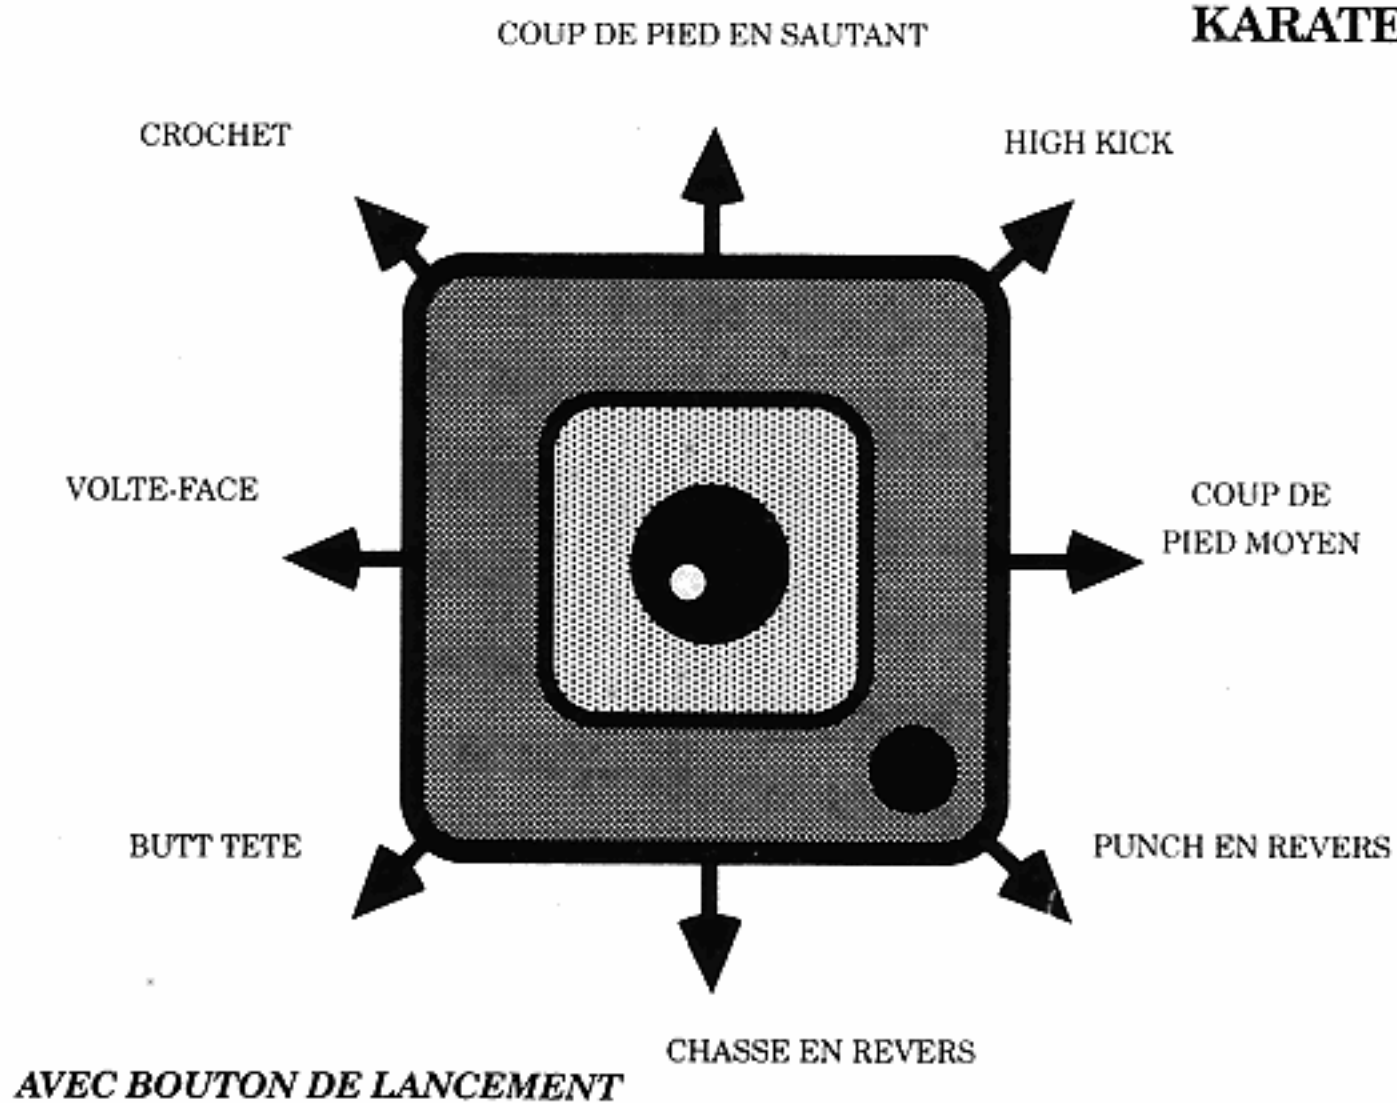 KARATE
COUP DE PIED EN SAUTANT
CROCHET
HIGH KICK
VOLTE-FACE
COUP DE
PIED MOYEN
BUTT TETE
PUNCH EN REVERS
CHASSE EN REVERS
AVEC BOUTON DE LANCEMENT